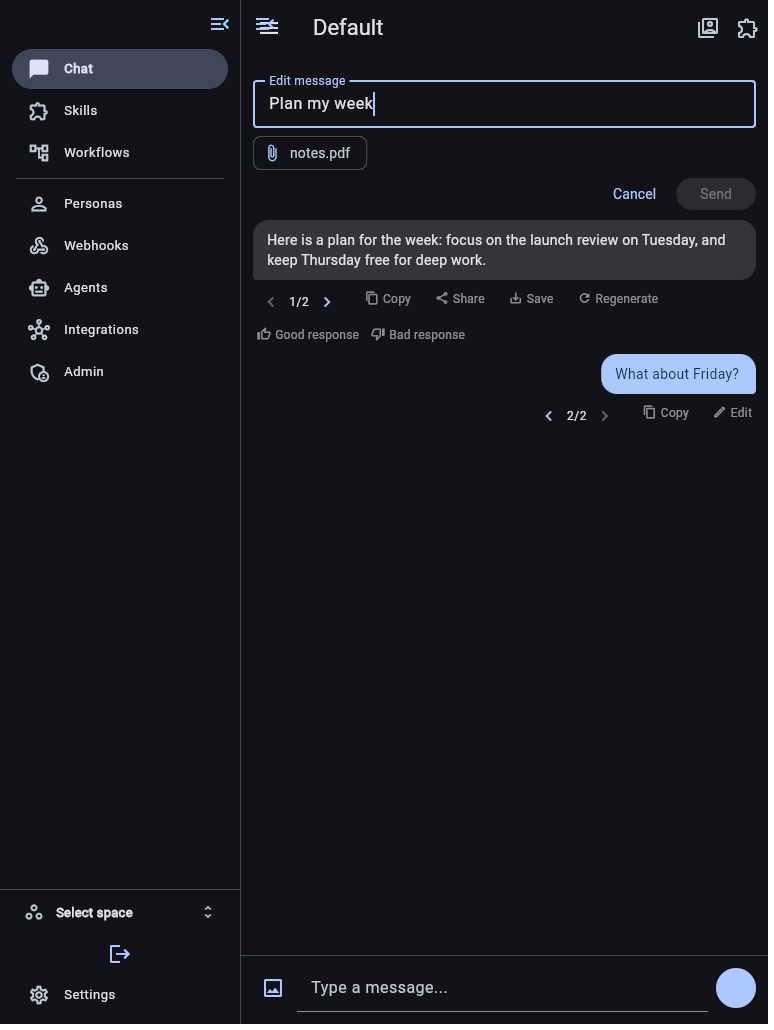 Chat
Skills
Workflows
Personas
Webhooks
Agents
Integrations
Admin
Select space
Settings
Default
Edit message
Plan my week
notes.pdf
Cancel
Send
Here is a plan for the week: focus on the launch review on Tuesday, and
keep Thursday free for deep work.
1/2 Copy Share Save Regenerate
Good response Bad response
What about Friday?
2/2 Copy Edit
Type a message...